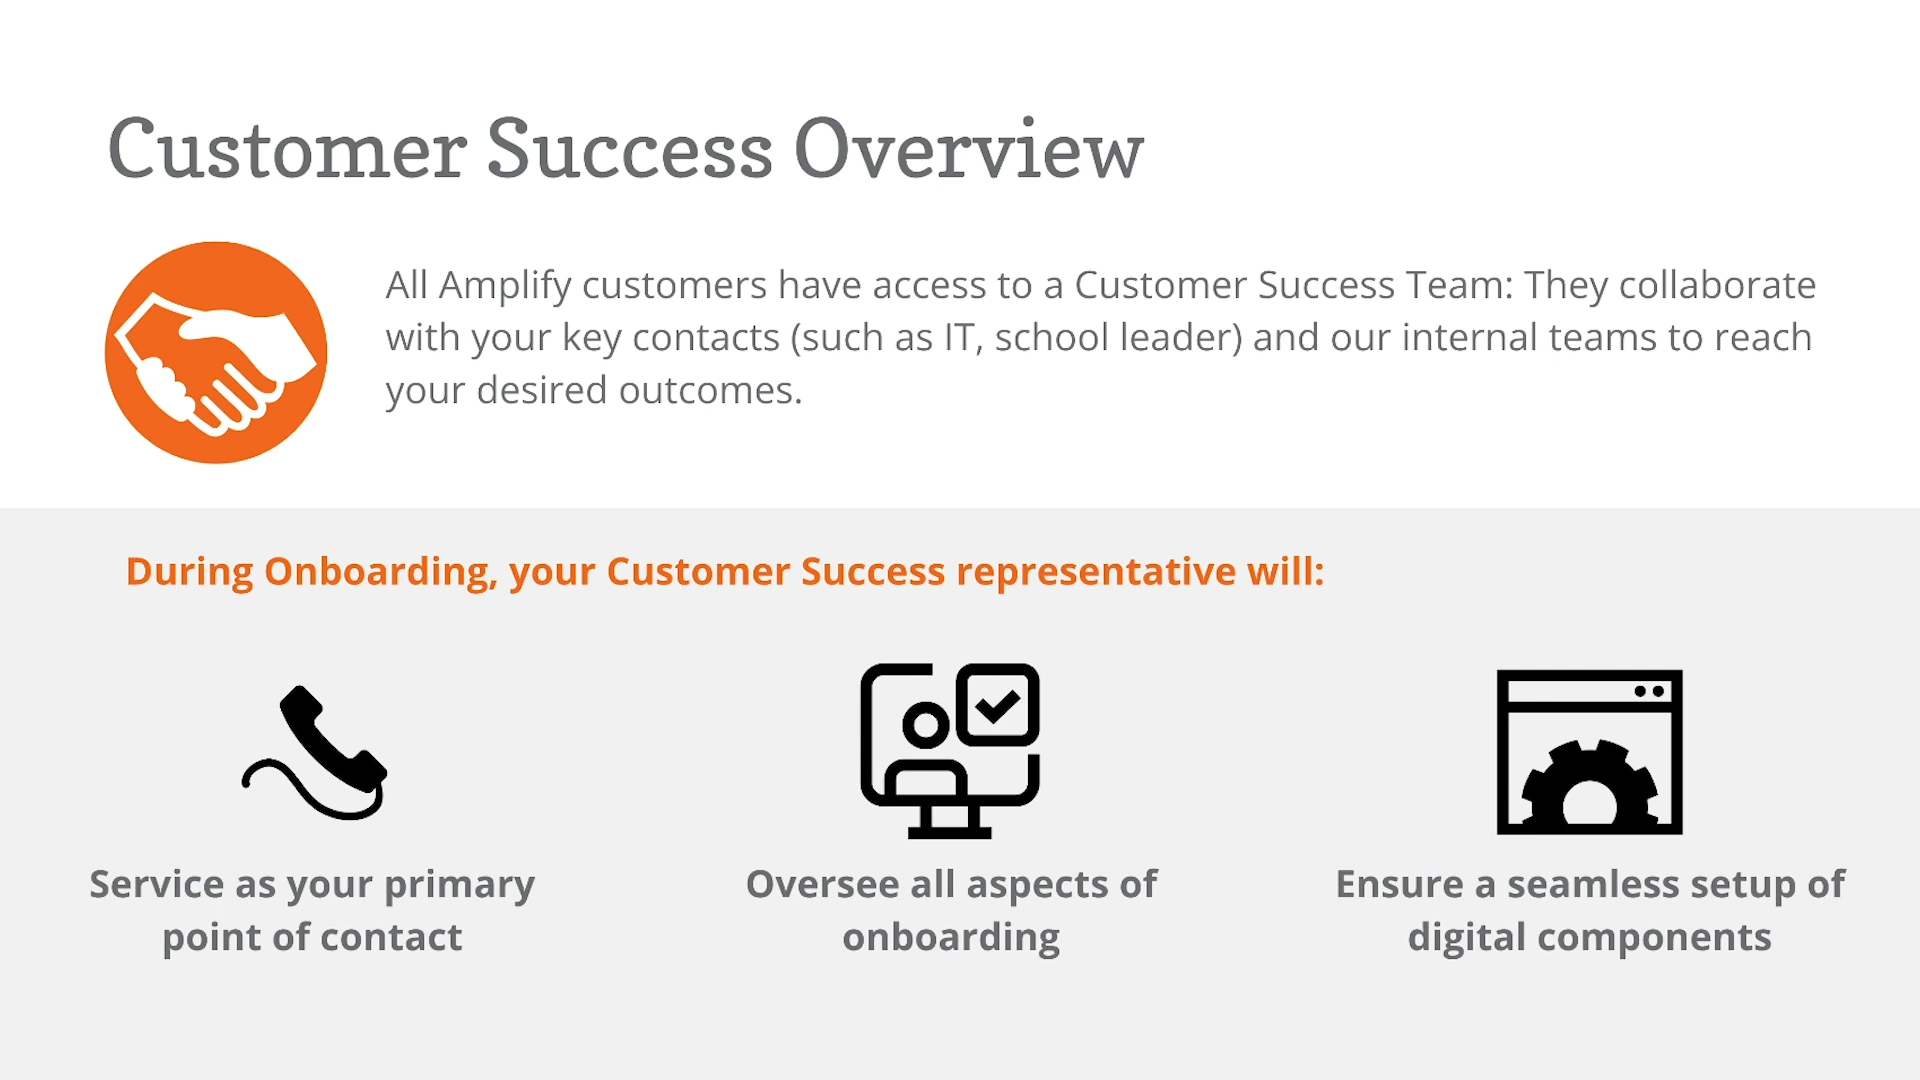 Customer Success Overview
All Amplify customers have access to a Customer Success Team: They collaborate
with your key contacts (such as IT, school leader) and our internal teams to reach
your desired outcomes.
During Onboarding, your Customer Success representative will:
Service as your primary
point of contact
Oversee all aspects of
onboarding
Ensure a seamless setup of
digital components